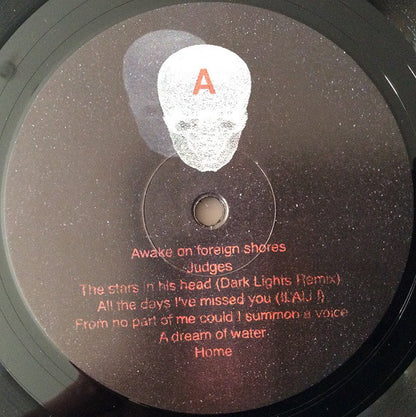 A
Awake on foreign shores
Judges
The stars in his head (Dark Lights Remix)
All the days I've missed you (ILAIJ I)
From no part of me could I summon a voice
A dream of water
Home